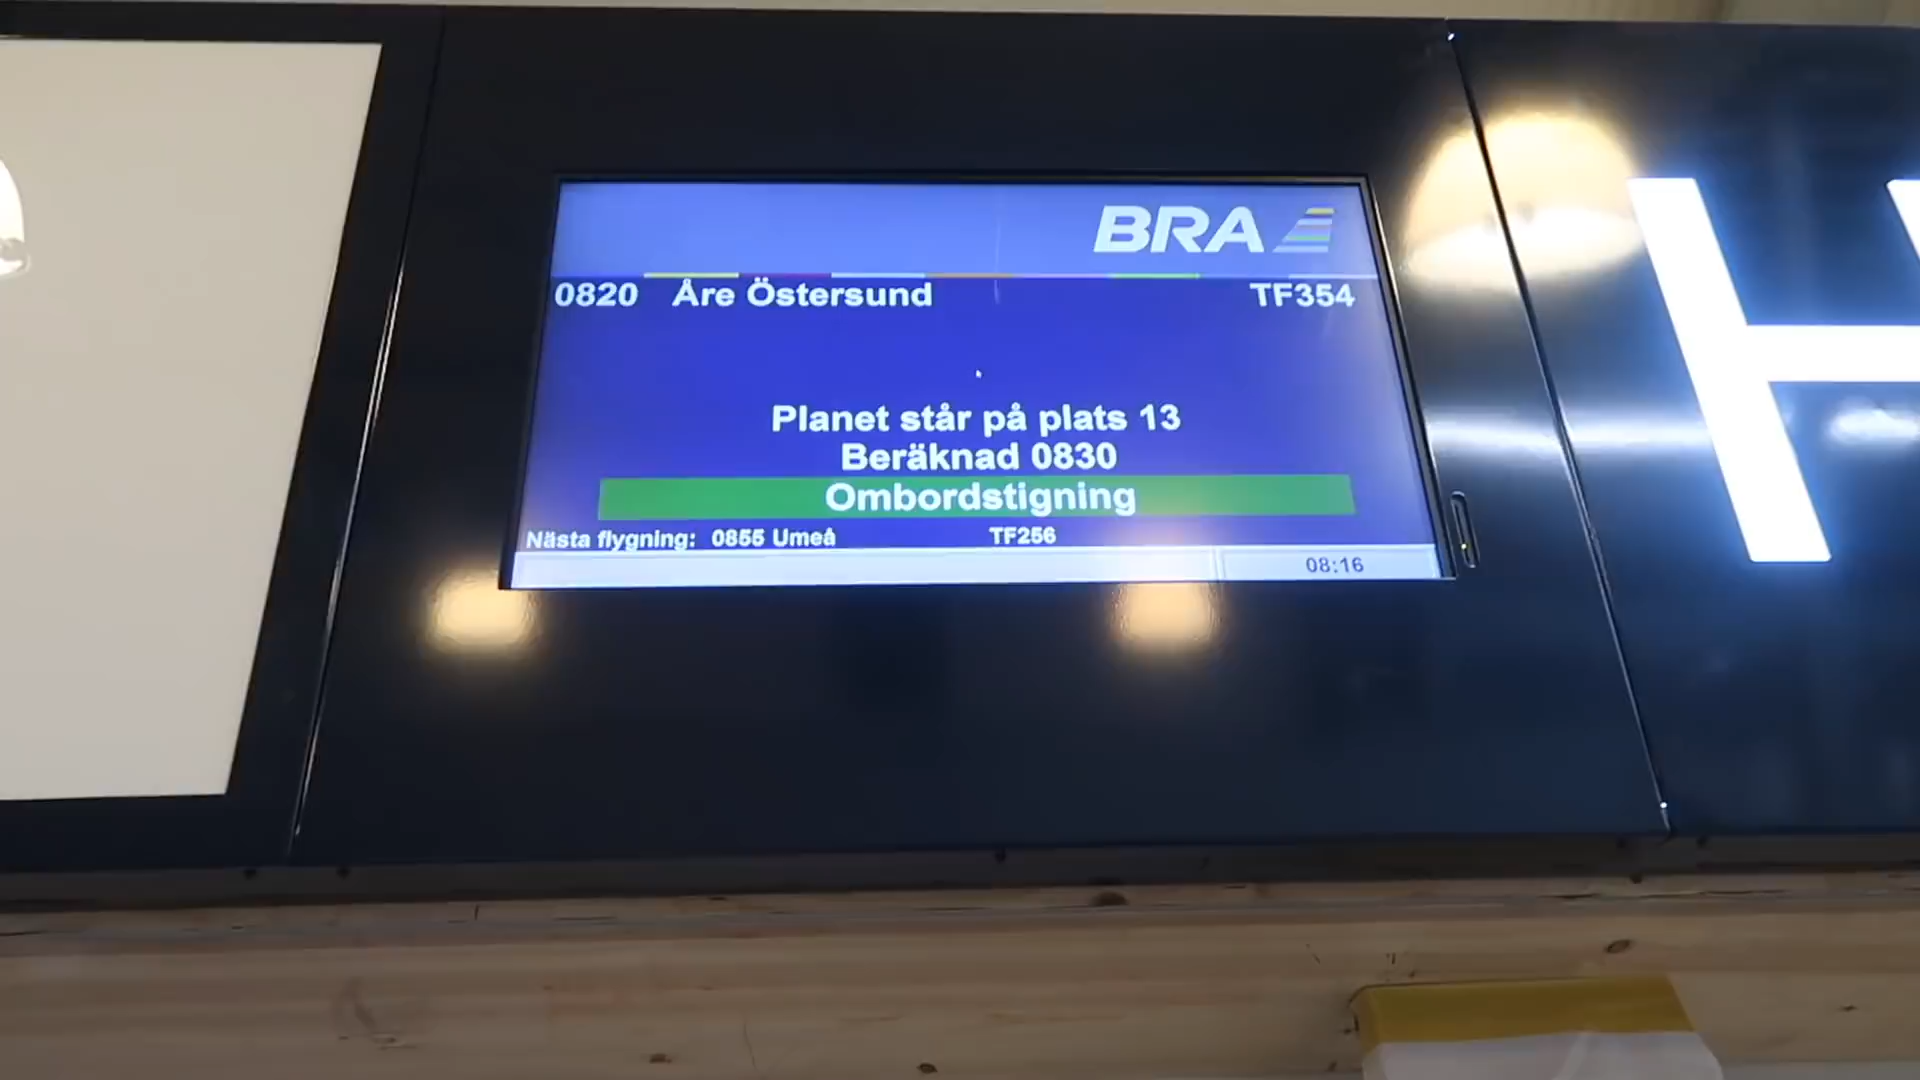 BRA
0820 Åre Östersund TF354
Planet står på plats 13
Beräknad 0830
Ombordstigning
Nästa flygning: 0855 Umeå TF256
08:16
H